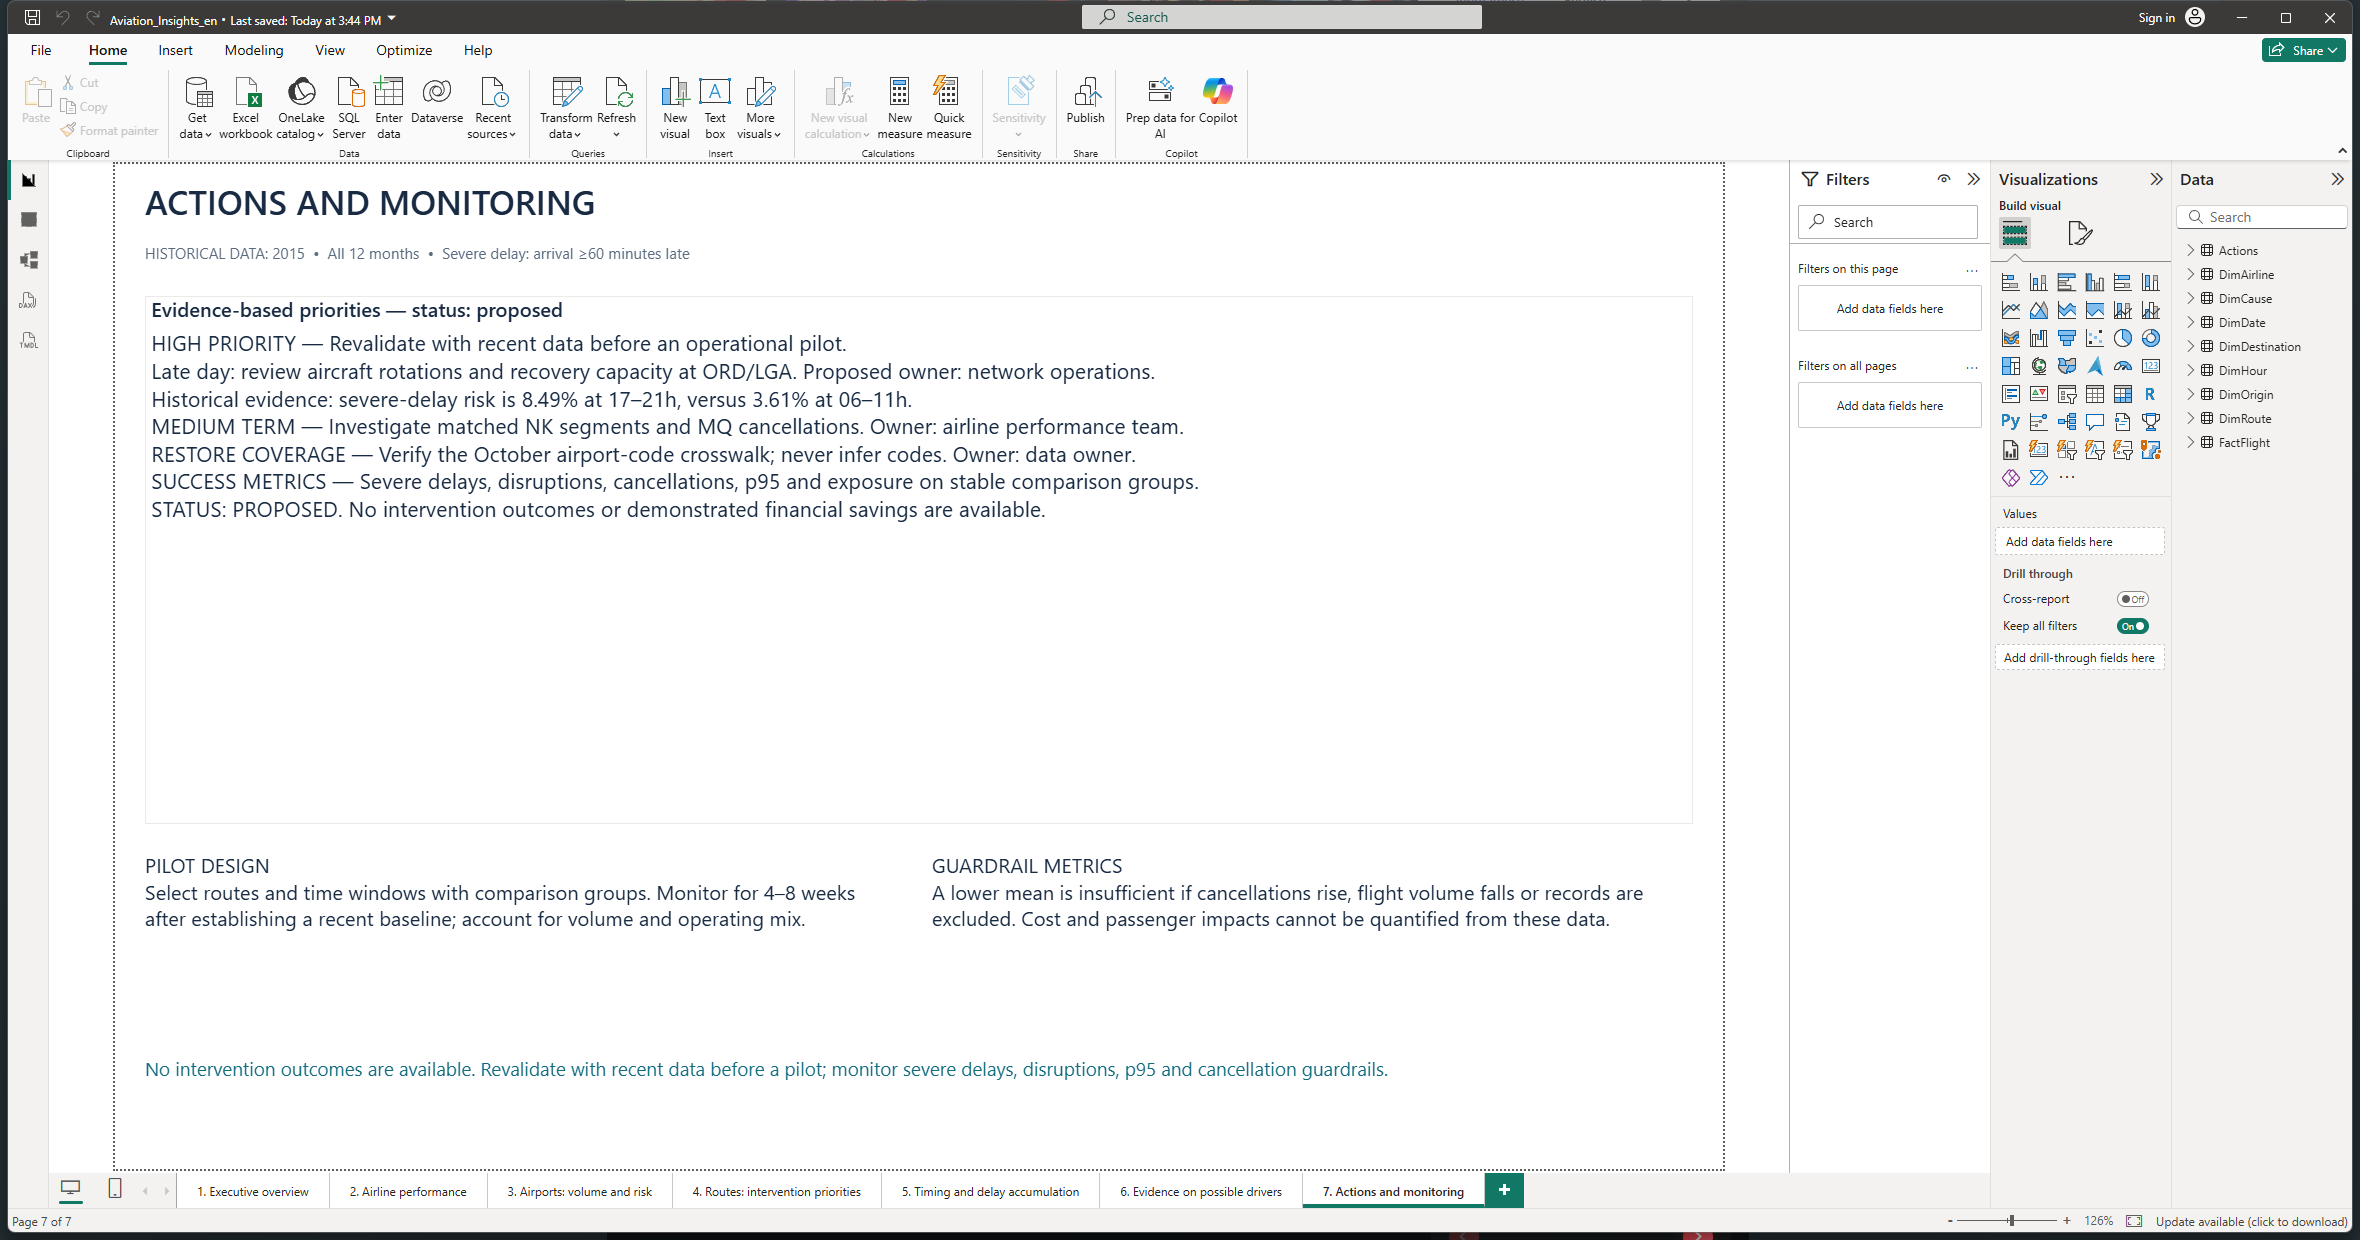 Aviation_Insights_en • Last saved: Today at 3:44 PM
Search
Sign in
File
Home
Insert
Modeling
View
Optimize
Help
Share
Paste
Cut
Copy
Format painter
Clipboard
Get data
Excel workbook
OneLake catalog
SQL Server
Enter data
Dataverse
Recent sources
Data
Transform data
Refresh
Queries
New visual
Text box
More visuals
Insert
New visual calculation
New measure
Quick measure
Calculations
Sensitivity
Sensitivity
Publish
Share
Prep data for AI
Copilot
Copilot
DAX
TMDL
ACTIONS AND MONITORING
HISTORICAL DATA: 2015 • All 12 months • Severe delay: arrival ≥60 minutes late
Evidence-based priorities — status: proposed
HIGH PRIORITY — Revalidate with recent data before an operational pilot.
Late day: review aircraft rotations and recovery capacity at ORD/LGA. Proposed owner: network operations.
Historical evidence: severe-delay risk is 8.49% at 17–21h, versus 3.61% at 06–11h.
MEDIUM TERM — Investigate matched NK segments and MQ cancellations. Owner: airline performance team.
RESTORE COVERAGE — Verify the October airport-code crosswalk; never infer codes. Owner: data owner.
SUCCESS METRICS — Severe delays, disruptions, cancellations, p95 and exposure on stable comparison groups.
STATUS: PROPOSED. No intervention outcomes or demonstrated financial savings are available.
PILOT DESIGN
Select routes and time windows with comparison groups. Monitor for 4–8 weeks
after establishing a recent baseline; account for volume and operating mix.
GUARDRAIL METRICS
A lower mean is insufficient if cancellations rise, flight volume falls or records are
excluded. Cost and passenger impacts cannot be quantified from these data.
No intervention outcomes are available. Revalidate with recent data before a pilot; monitor severe delays, disruptions, p95 and cancellation guardrails.
Filters
Search
Filters on this page
...
Add data fields here
Filters on all pages
...
Add data fields here
Visualizations
Build visual
R
Py
...
Values
Add data fields here
Drill through
Cross-report
Off
Keep all filters
On
Add drill-through fields here
Data
Search
Actions
DimAirline
DimCause
DimDate
DimDestination
DimHour
DimOrigin
DimRoute
FactFlight
1. Executive overview
2. Airline performance
3. Airports: volume and risk
4. Routes: intervention priorities
5. Timing and delay accumulation
6. Evidence on possible drivers
7. Actions and monitoring
+
Page 7 of 7
- + 126%
Update available (click to download)